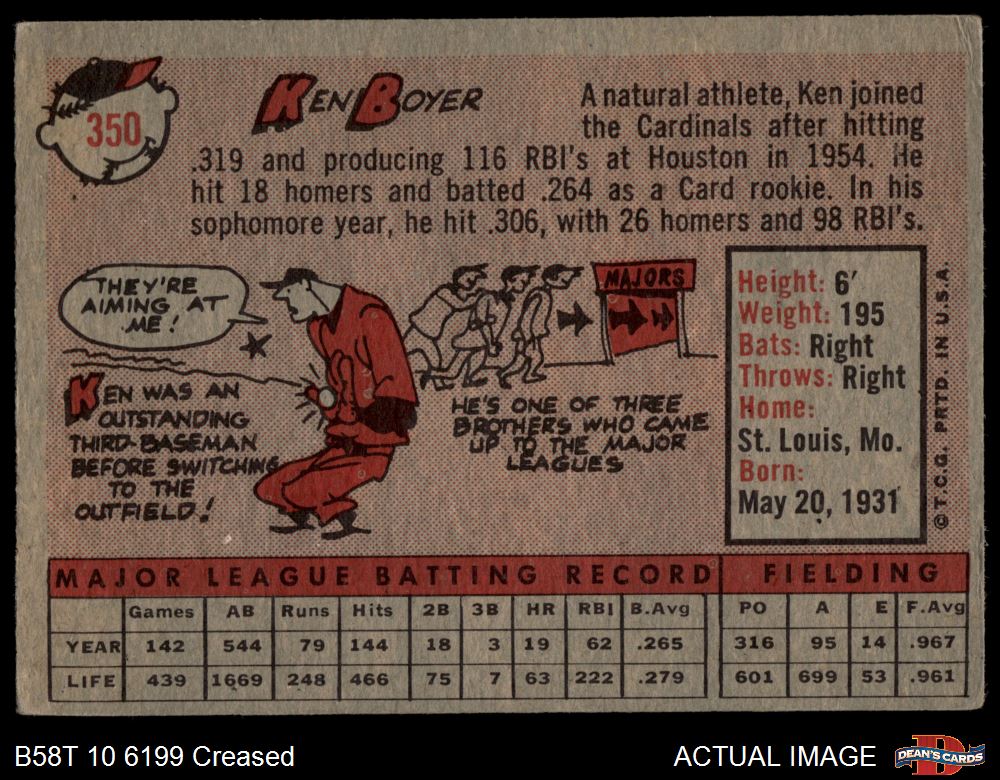 350
KEN BOYER
A natural athlete, Ken joined
the Cardinals after hitting
.319 and producing 116 RBI's at Houston in 1954. He
hit 18 homers and batted .264 as a Card rookie. In his
sophomore year, he hit .306, with 26 homers and 98 RBI's.
THEY'RE
AIMING AT
ME!
KEN WAS AN
OUTSTANDING
THIRD-BASEMAN
BEFORE SWITCHING
TO THE
OUTFIELD!
MAJORS
HE'S ONE OF THREE
BROTHERS WHO CAME
UP TO THE MAJOR
LEAGUES
Height: 6'
Weight: 195
Bats: Right
Throws: Right
Home:
St. Louis, Mo.
Born:
May 20, 1931
© T.C.G. PRTD. IN U.S.A.
MAJOR LEAGUE BATTING RECORD FIELDING
Games AB Runs Hits 2B 3B HR RBI B.Avg PO A E F.Avg
YEAR 142 544 79 144 18 3 19 62 .265 316 95 14 .967
LIFE 439 1669 248 466 75 7 63 222 .279 601 699 53 .961
B58T 10 6199 Creased
ACTUAL IMAGE
DEAN'S CARDS